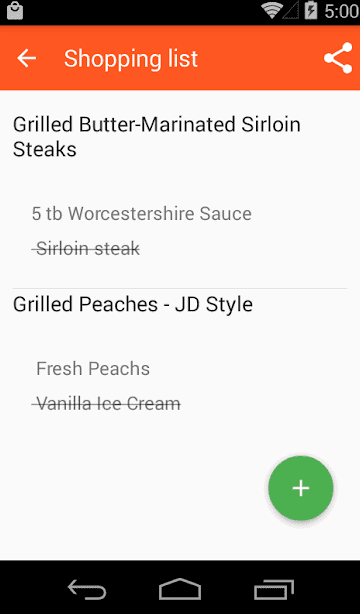 5:00
Shopping list
Grilled Butter-Marinated Sirloin
Steaks
5 tb Worcestershire Sauce
Sirloin steak
Grilled Peaches - JD Style
Fresh Peachs
Vanilla Ice Cream
+